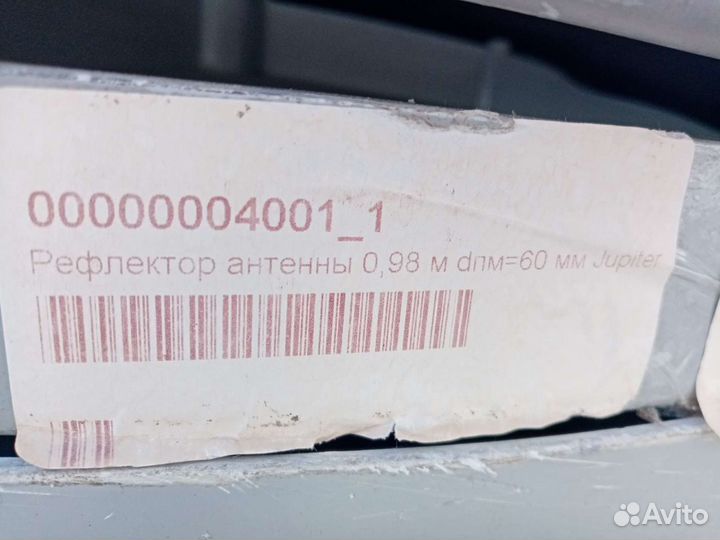 00000004001_1
Рефлектор антенны 0,98 м dпм=60 мм Jupiter
Avito